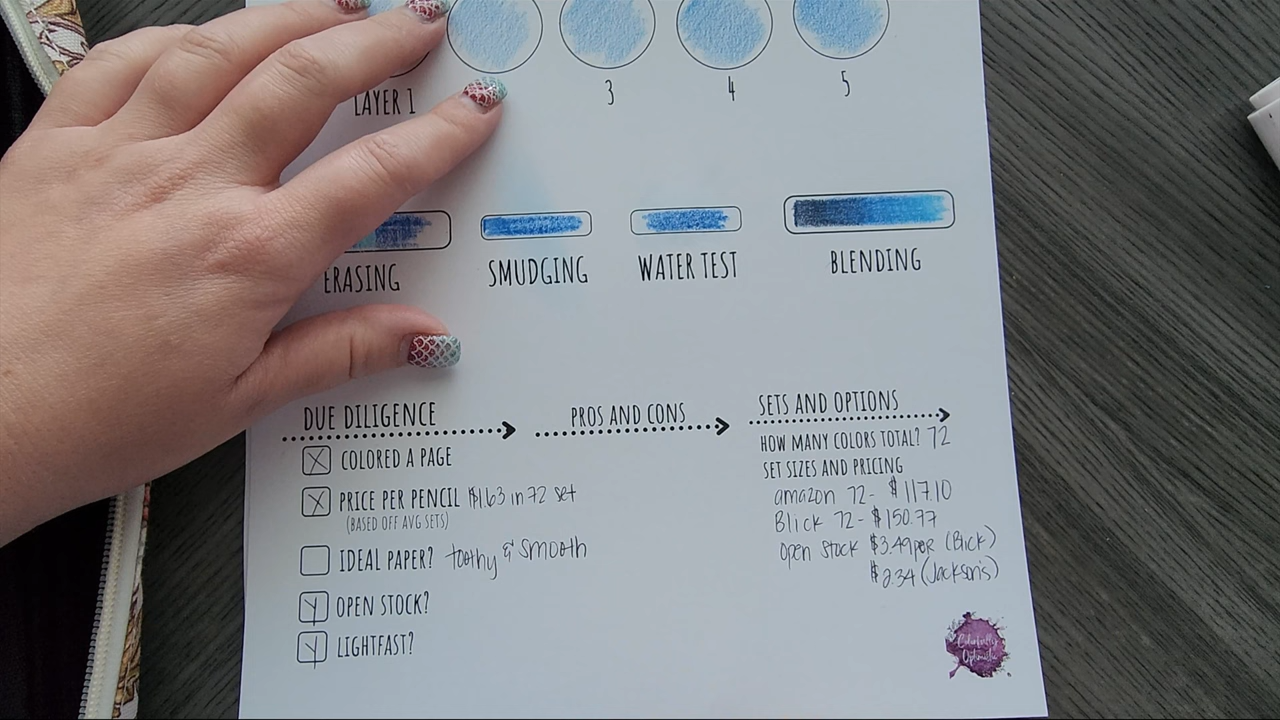 LAYER 1
3
4
5
ERASING
SMUDGING
WATER TEST
BLENDING
DUE DILIGENCE
☒ COLORED A PAGE
☒ PRICE PER PENCIL $1.63 in 72 set
(BASED OFF AVG SETS)
IDEAL PAPER? toothy & smooth
Y OPEN STOCK?
Y LIGHTFAST?
PROS AND CONS
SETS AND OPTIONS
HOW MANY COLORS TOTAL? 72
SET SIZES AND PRICING
amazon 72- $117.10
Blick 72- $150.77
Open Stock $3.49 per (Blick)
$2.34 (Jackson's)
Colorfully
Optimistic